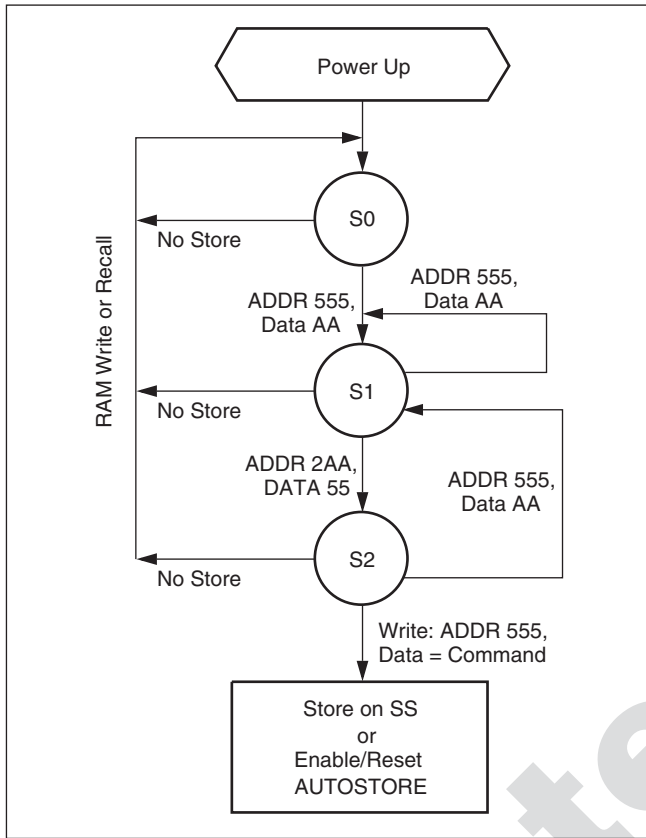 Power Up
S0
No Store
ADDR 555,
Data AA
ADDR 555,
Data AA
RAM Write or Recall
S1
No Store
ADDR 2AA,
DATA 55
ADDR 555,
Data AA
S2
No Store
Write: ADDR 555,
Data = Command
Store on SS
or
Enable/Reset
AUTOSTORE